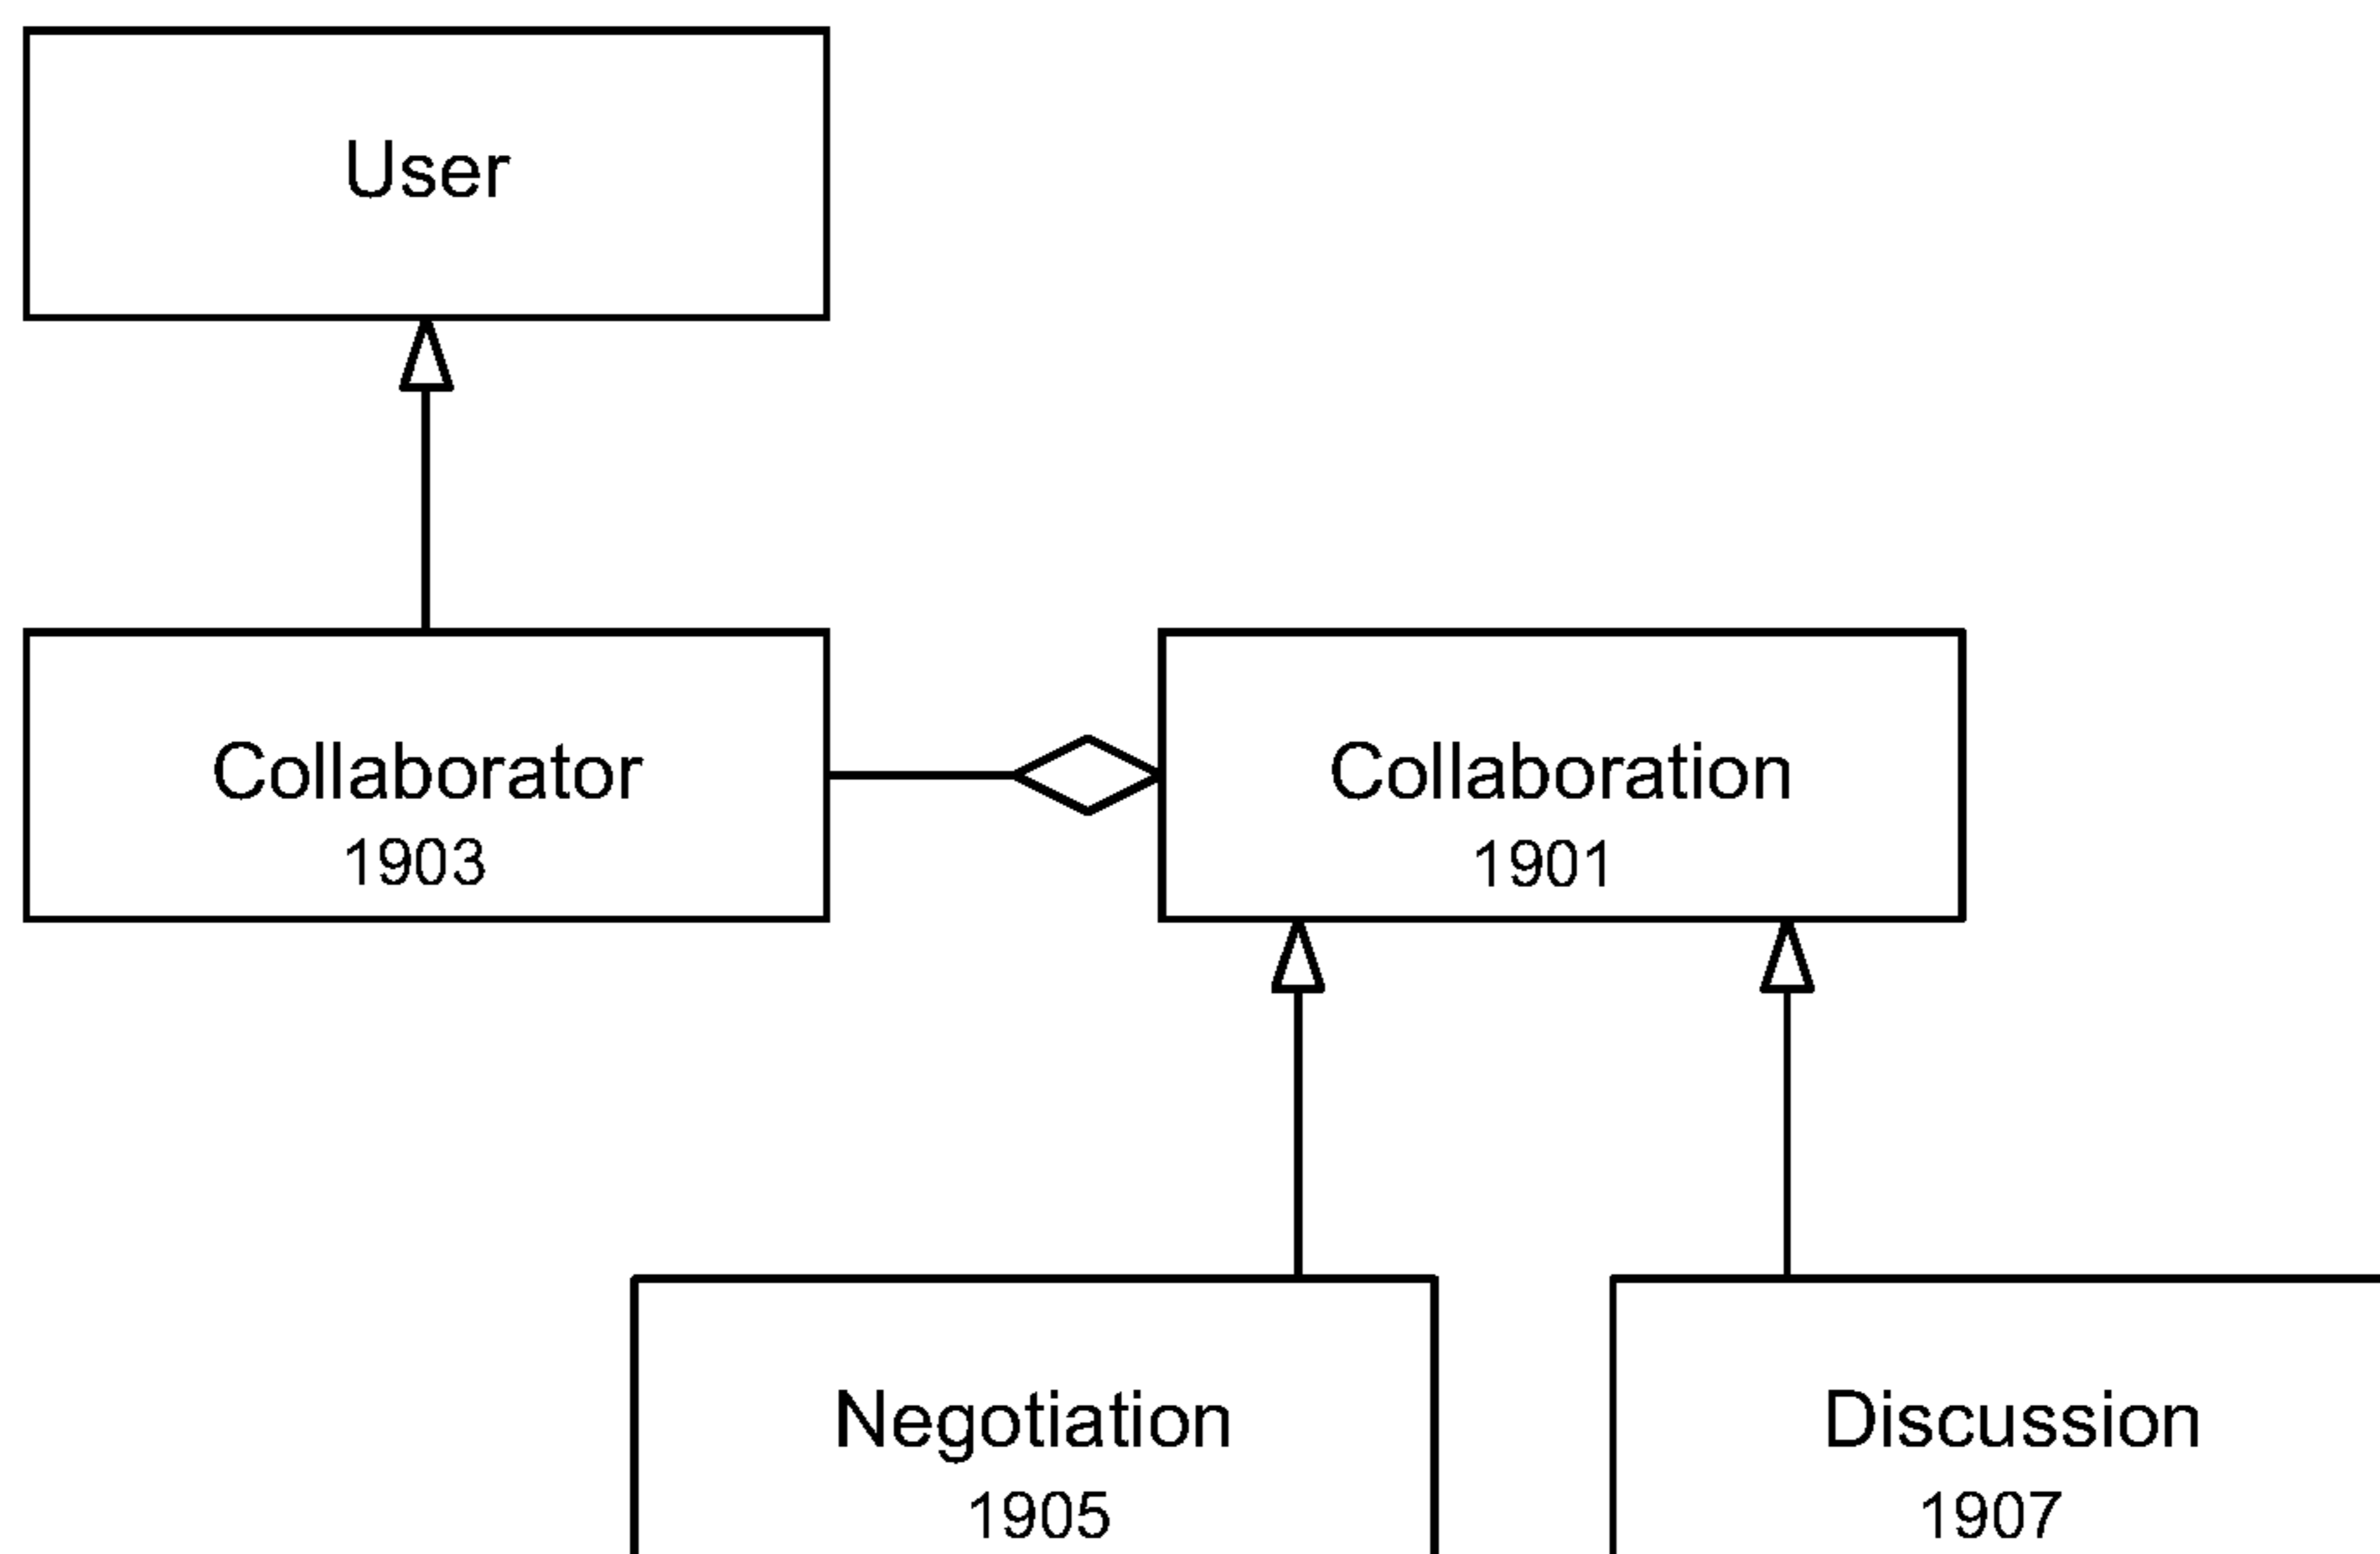 User
Collaborator
1903
Collaboration
1901
Negotiation
1905
Discussion
1907